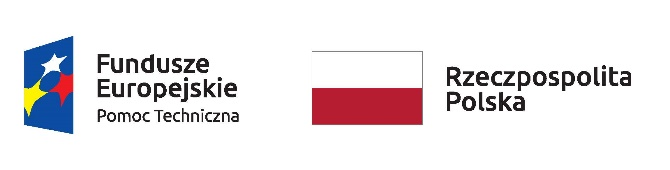 Fundusze
Europejskie
Pomoc Techniczna
Rzeczpospolita
Polska